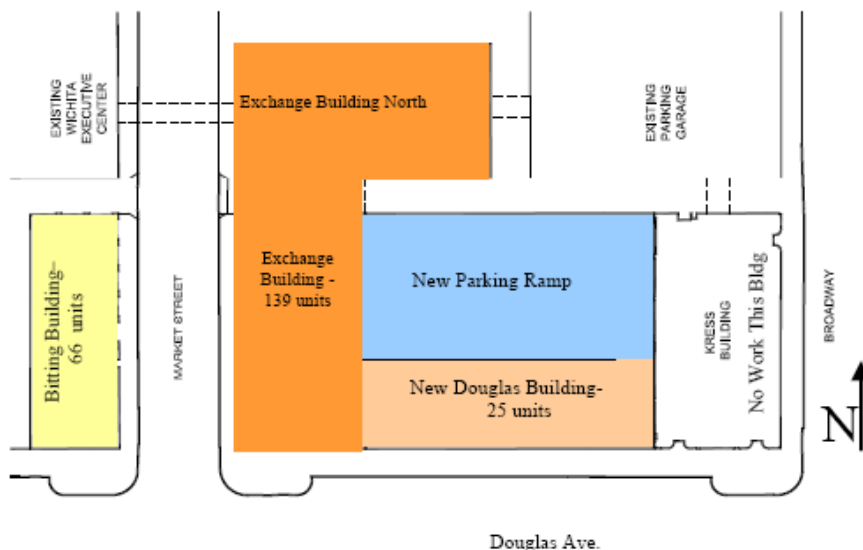 EXISTING
WICHITA
EXECUTIVE
CENTER
Exchange Building North
EXISTING
PARKING
GARAGE
Bitting Building–
66 units
MARKET STREET
Exchange
Building -
139 units
New Parking Ramp
New Douglas Building-
25 units
KRESS
BUILDING
No Work This Bldg
BROADWAY
N
Douglas Ave.